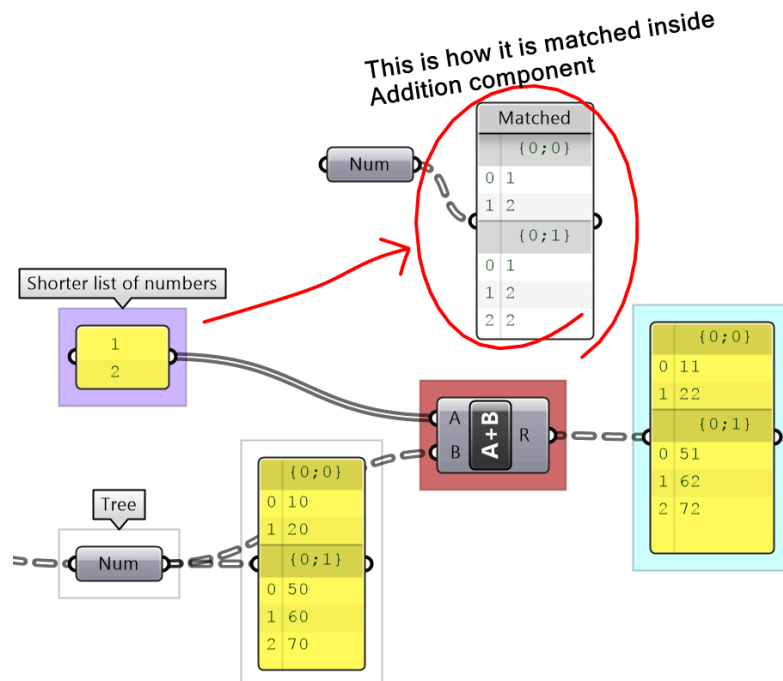 This is how it is matched inside
Addition component
Matched
{0;0}
0 1
1 2
{0;1}
0 1
1 2
2 2
Num
Shorter list of numbers
1
2
A
B
A+B
R
{0;0}
0 11
1 22
{0;1}
0 51
1 62
2 72
Tree
Num
{0;0}
0 10
1 20
{0;1}
0 50
1 60
2 70